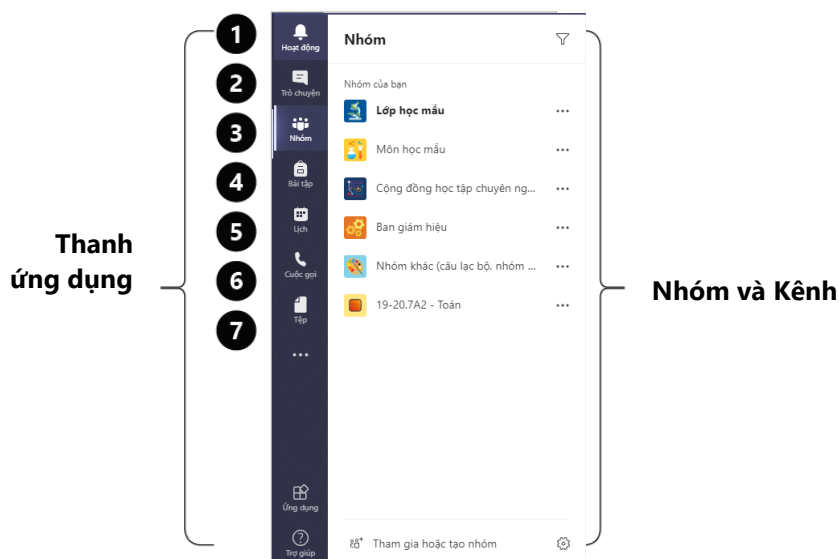 Thanh
ứng dụng
1
Hoạt động
2
Trò chuyện
3
Nhóm
4
Bài tập
5
Lịch
6
Cuộc gọi
7
Tệp
...
Ứng dụng
Trợ giúp
Nhóm
Nhóm của bạn
Lớp học mẫu ...
Môn học mẫu ...
Cộng đồng học tập chuyên ng... ...
Ban giám hiệu ...
Nhóm khác (câu lạc bộ, nhóm ... ...
19-20.7A2 - Toán ...
Tham gia hoặc tạo nhóm
Nhóm và Kênh